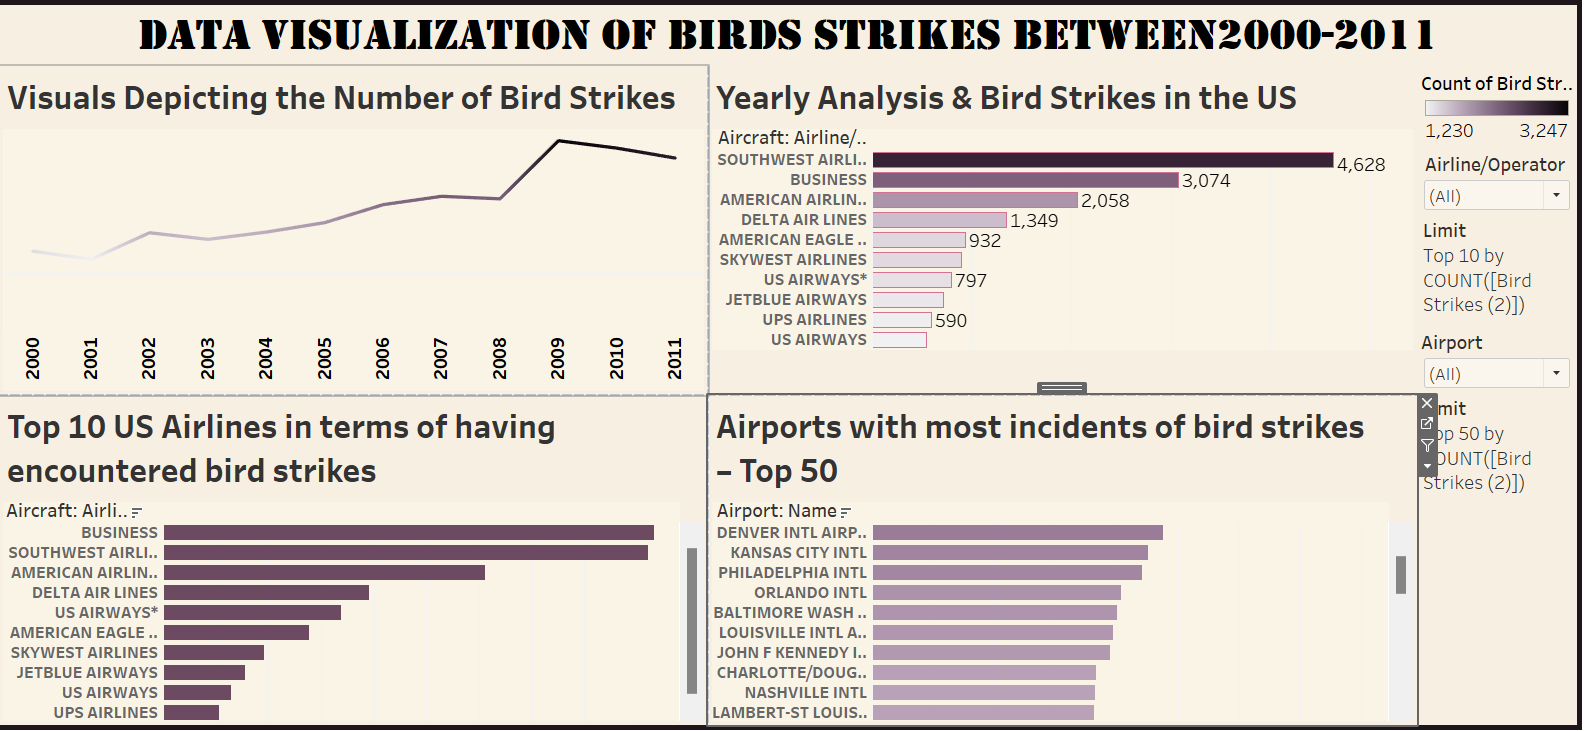 DATA VISUALIZATION OF BIRDS STRIKES BETWEEN2000-2011
Visuals Depicting the Number of Bird Strikes
2000
2001
2002
2003
2004
2005
2006
2007
2008
2009
2010
2011
Yearly Analysis & Bird Strikes in the US
Aircraft: Airline/..
SOUTHWEST AIRLI.. 4,628
BUSINESS 3,074
AMERICAN AIRLIN.. 2,058
DELTA AIR LINES 1,349
AMERICAN EAGLE .. 932
SKYWEST AIRLINES
US AIRWAYS* 797
JETBLUE AIRWAYS
UPS AIRLINES 590
US AIRWAYS
Count of Bird Str..
1,230 3,247
Airline/Operator
(All)
Limit
Top 10 by
COUNT([Bird
Strikes (2)])
Airport
(All)
mit
op 50 by
OUNT([Bird
Strikes (2)])
Top 10 US Airlines in terms of having
encountered bird strikes
Aircraft: Airli..
BUSINESS
SOUTHWEST AIRLI..
AMERICAN AIRLIN..
DELTA AIR LINES
US AIRWAYS*
AMERICAN EAGLE ..
SKYWEST AIRLINES
JETBLUE AIRWAYS
US AIRWAYS
UPS AIRLINES
Airports with most incidents of bird strikes
– Top 50
Airport: Name
DENVER INTL AIRP..
KANSAS CITY INTL
PHILADELPHIA INTL
ORLANDO INTL
BALTIMORE WASH ..
LOUISVILLE INTL A..
JOHN F KENNEDY I..
CHARLOTTE/DOUG..
NASHVILLE INTL
LAMBERT-ST LOUIS..